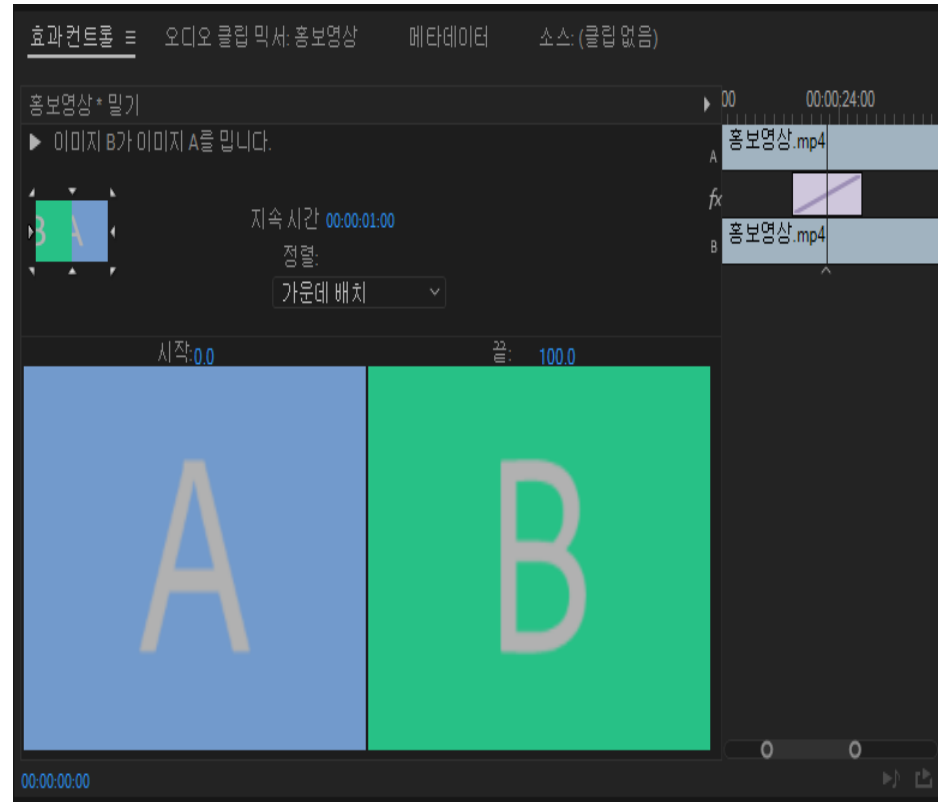 효과컨트롤 오디오 클립 믹서: 홍보영상 메타데이터 소스: (클립 없음)
홍보영상 * 밀기
00 00:00:24:00
이미지 B가 이미지 A를 밉니다.
A 홍보영상.mp4
B A
지속 시간 00:00:01:00
fx
정렬:
B 홍보영상.mp4
가운데 배치
시작: 0.0 끝: 100.0
A B
00:00:00:00